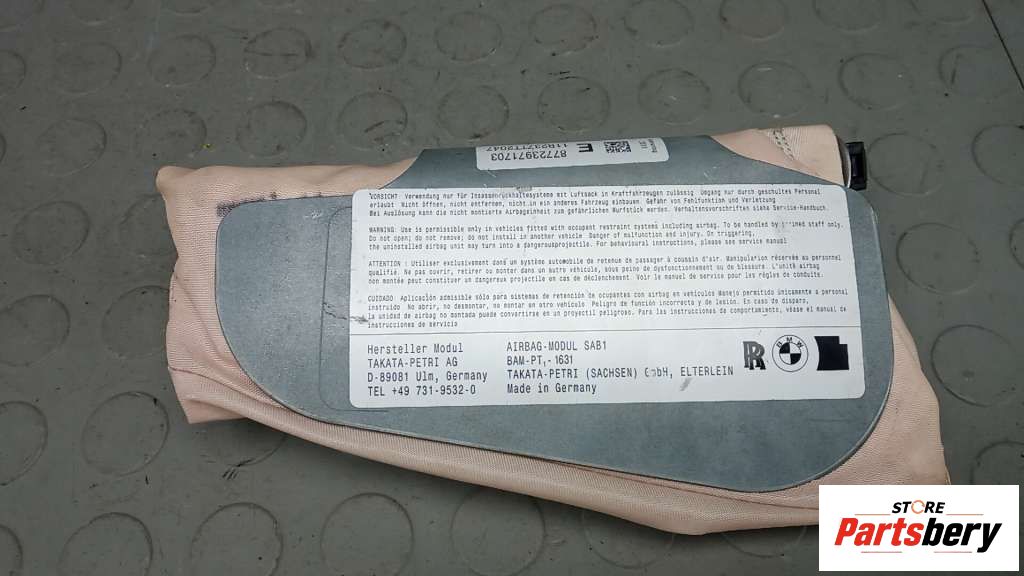 87723971703
11R237TT2047
E
VORSICHT: Verwendung nur für Insassenrückhaltesysteme mit Luftsack in Kraftfahrzeugen zulässig. Umgang nur durch geschultes Personal
erlaubt Nicht öffnen, nicht entfernen, nicht in ein anderes Fahrzeug einbauen. Gefahr von Fehlfunktion und Verletzung
Bei Auslösung kann die nicht montierte Airbageinheit zum gefährlichen Wurfstück werden. Verhaltensvorschriften siehe Service-Handbuch.
WARNING: Use is permissible only in vehicles fitted with occupant restraint systems including airbag. To be handled by trained staff only.
Do not open; do not remove; do not install in another vehicle. Danger of malfunction and injury. On triggering,
the uninstalled airbag unit may turn into a dangerousprojectile. For behavioural instructions, please see service manual
ATTENTION : Utiliser exclusivement dans un système automobile de retenue de passager à coussin d'air. Manipulation réservée au personnel
qualifié. Ne pas ouvrir, retirer ou monter dans un autre véhicule, sous peine de dysfonctionnement ou de blessure. L'unité airbag
non montée peut constituer un dangereux projectile en cas de déclenchement. Voir le manuel de service pour les règles de conduite.
CUIDADO: Aplicación admisible sólo para sistemas de retención de ocupantes con airbag en vehículos Manejo permitido únicamente a personal
instruido. No abrir, no desmontar, no montar en otro vehículo. Peligro de función incorrecta y de lesión. En caso de disparo,
la unidad de airbag no montada puede convertirse en un proyectil peligroso. Para las instrucciones de comportamiento, véase el manual de
instrucciones de servicio
Hersteller Modul
TAKATA-PETRI AG
D-89081 Ulm, Germany
TEL +49 731-9532-0
AIRBAG-MODUL SAB1
BAM-PT,- 1631
TAKATA-PETRI (SACHSEN) GmbH, ELTERLEIN
Made in Germany
RR
BMW
STORE
Partsbery